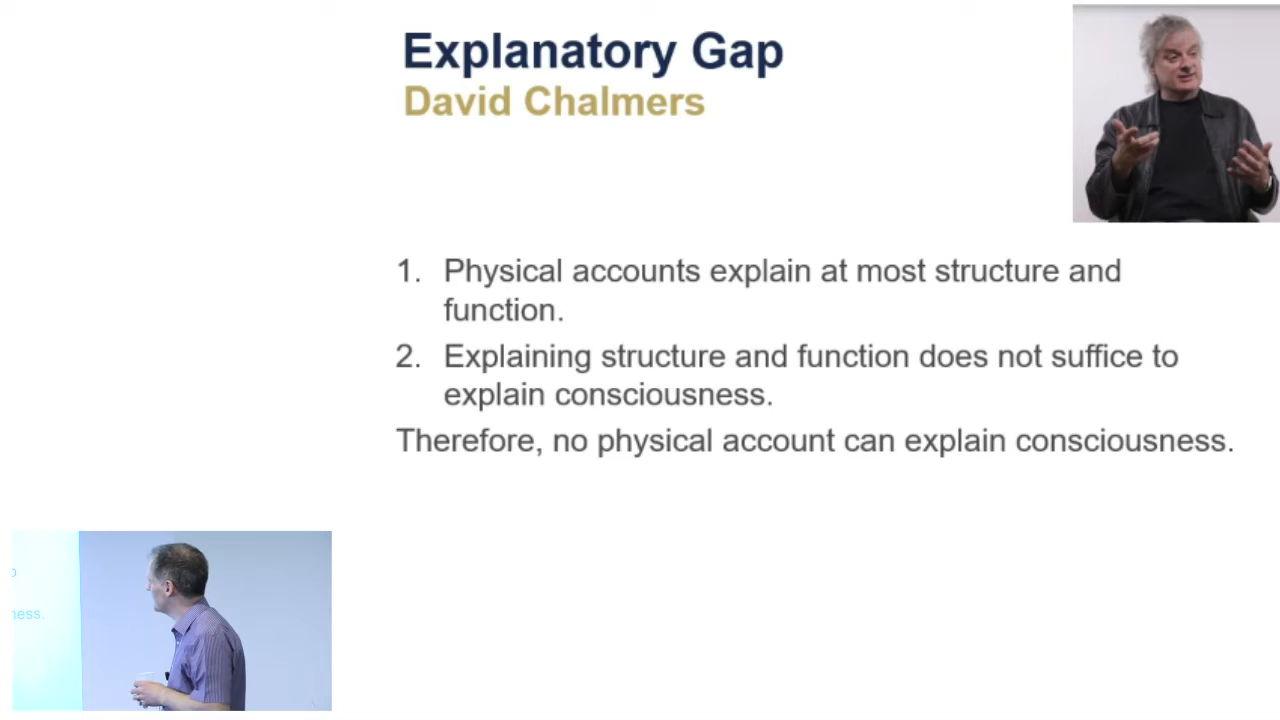 Explanatory Gap
David Chalmers
1. Physical accounts explain at most structure and
function.
2. Explaining structure and function does not suffice to
explain consciousness.
Therefore, no physical account can explain consciousness.
ness.